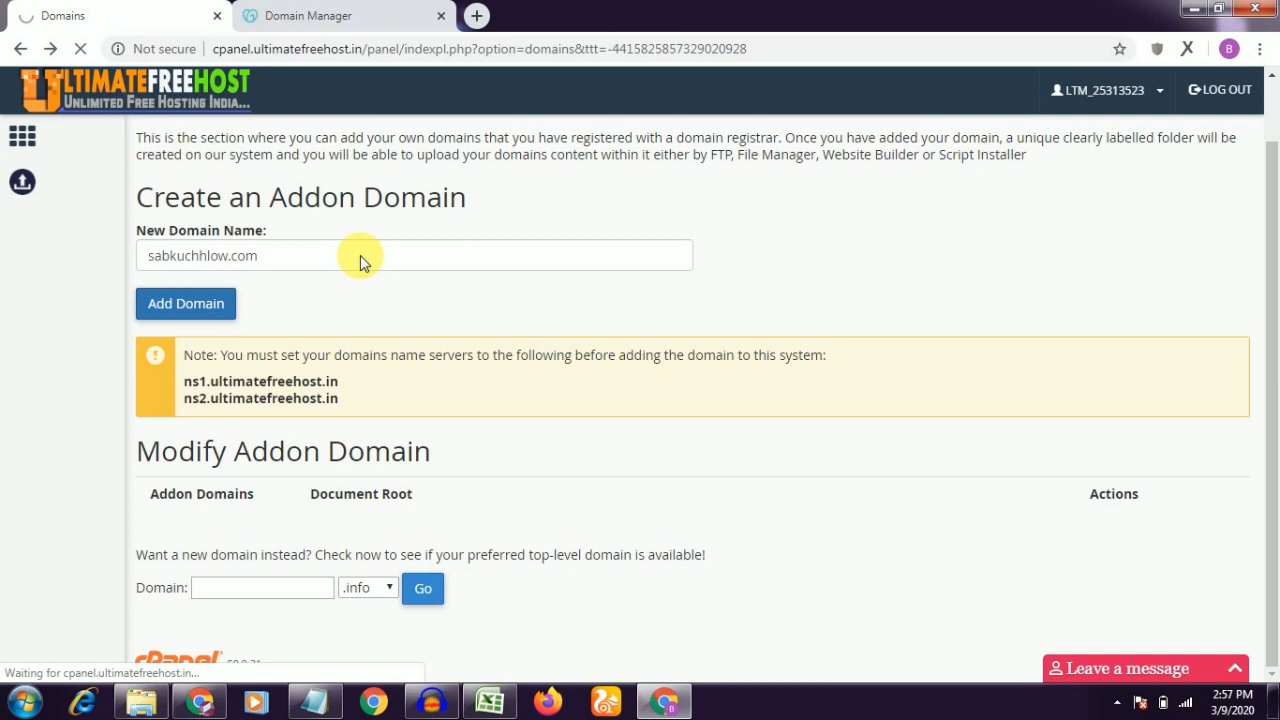 Domains
Domain Manager
Not secure
cpanel.ultimatefreehost.in/panel/indexpl.php?option=domains&ttt=-4415825857329020928
B
ULTIMATEFREEHOST
UNLIMITED FREE HOSTING INDIA...
LTM_25313523
LOG OUT
This is the section where you can add your own domains that you have registered with a domain registrar. Once you have added your domain, a unique clearly labelled folder will be
created on our system and you will be able to upload your domains content within it either by FTP, File Manager, Website Builder or Script Installer
Create an Addon Domain
New Domain Name:
sabkuchhlow.com
Add Domain
Note: You must set your domains name servers to the following before adding the domain to this system:
ns1.ultimatefreehost.in
ns2.ultimatefreehost.in
Modify Addon Domain
Addon Domains Document Root Actions
Want a new domain instead? Check now to see if your preferred top-level domain is available!
Domain: .info Go
cPanel
Waiting for cpanel.ultimatefreehost.in...
Leave a message
2:57 PM
3/9/2020